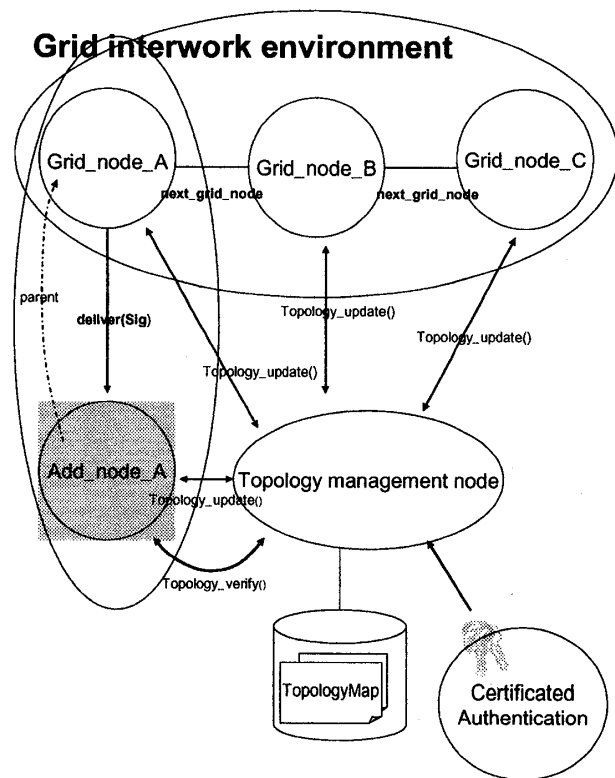 Grid interwork environment
Grid_node_A
Grid_node_B
Grid_node_C
next_grid_node
next_grid_node
parent
deliver(Sig)
Topology_update()
Topology_update()
Topology_update()
Add_node_A
Topology_update()
Topology management node
Topology_verify()
TopologyMap
Certificated
Authentication